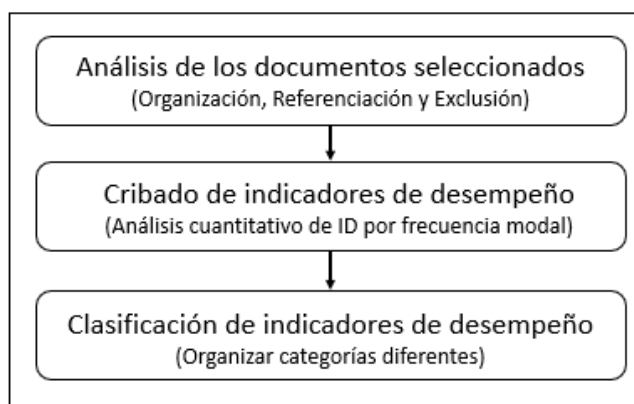 Análisis de los documentos seleccionados
(Organización, Referenciación y Exclusión)
Cribado de indicadores de desempeño
(Análisis cuantitativo de ID por frecuencia modal)
Clasificación de indicadores de desempeño
(Organizar categorías diferentes)